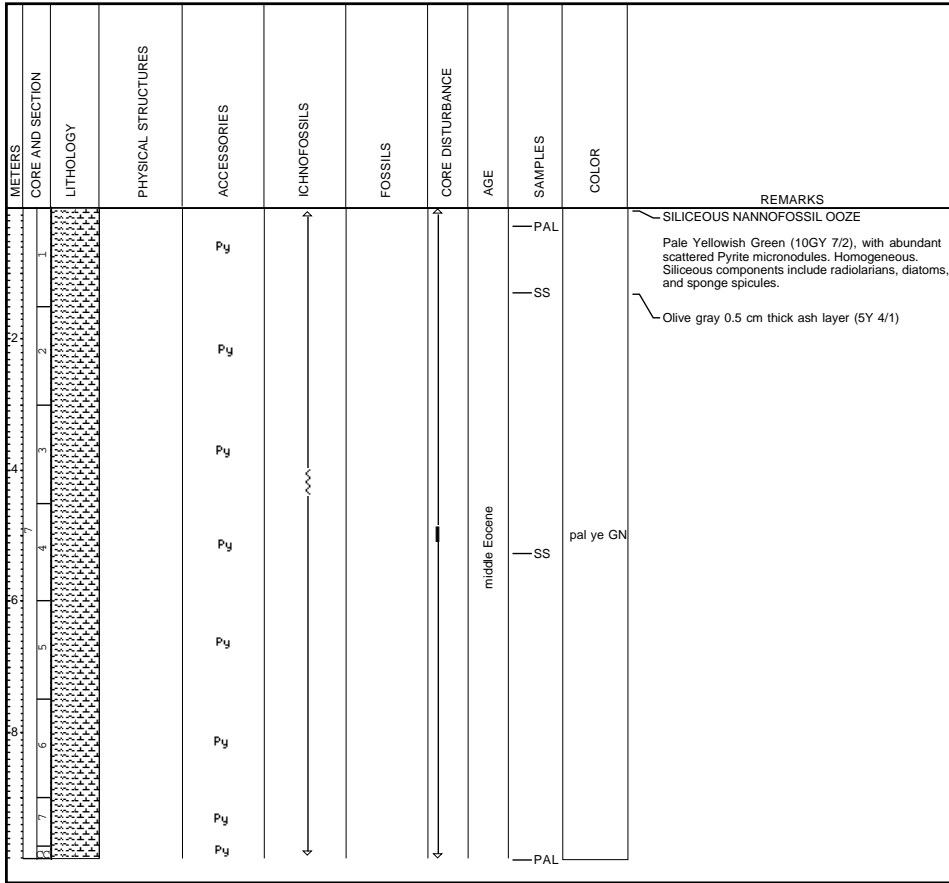 METERS
CORE AND SECTION
LITHOLOGY
PHYSICAL STRUCTURES
ACCESSORIES
ICHNOFOSSILS
FOSSILS
CORE DISTURBANCE
AGE
SAMPLES
COLOR
REMARKS
1
2
3
4
5
6
7
2
4
6
8
7
Py
Py
Py
Py
Py
Py
Py
Py
middle Eocene
PAL
SS
SS
PAL
pal ye GN
SILICEOUS NANNOFOSSIL OOZE
Pale Yellowish Green (10GY 7/2), with abundant
scattered Pyrite micronodules. Homogeneous.
Siliceous components include radiolarians, diatoms,
and sponge spicules.
Olive gray 0.5 cm thick ash layer (5Y 4/1)